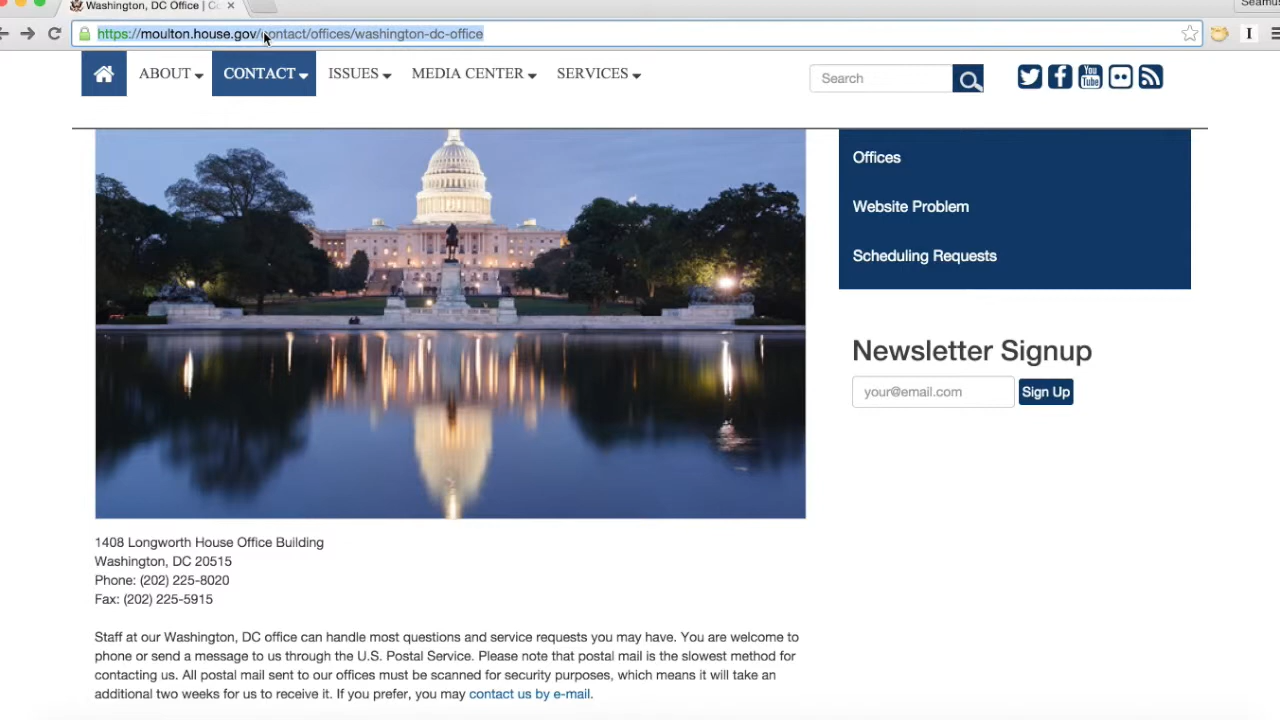 Washington, DC Office | Co
Seamus
https://moulton.house.gov/contact/offices/washington-dc-office
ABOUT
CONTACT
ISSUES
MEDIA CENTER
SERVICES
Search
You Tube
Offices
Website Problem
Scheduling Requests
Newsletter Signup
your@email.com
Sign Up
1408 Longworth House Office Building
Washington, DC 20515
Phone: (202) 225-8020
Fax: (202) 225-5915
Staff at our Washington, DC office can handle most questions and service requests you may have. You are welcome to
phone or send a message to us through the U.S. Postal Service. Please note that postal mail is the slowest method for
contacting us. All postal mail sent to our offices must be scanned for security purposes, which means it will take an
additional two weeks for us to receive it. If you prefer, you may contact us by e-mail.